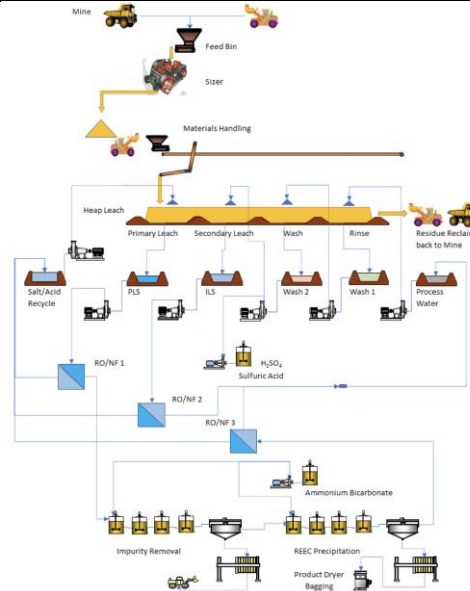 Mine
Feed Bin
Sizer
Materials Handling
Heap Leach
Primary Leach
Secondary Leach
Wash
Rinse
Residue Reclaim
back to Mine
Salt/Acid
Recycle
PLS
ILS
Wash 2
Wash 1
Process
Water
H₂SO₄
Sulfuric Acid
RO/NF 1
RO/NF 2
RO/NF 3
Ammonium Bicarbonate
Impurity Removal
REEC Precipitation
Product Dryer
Bagging